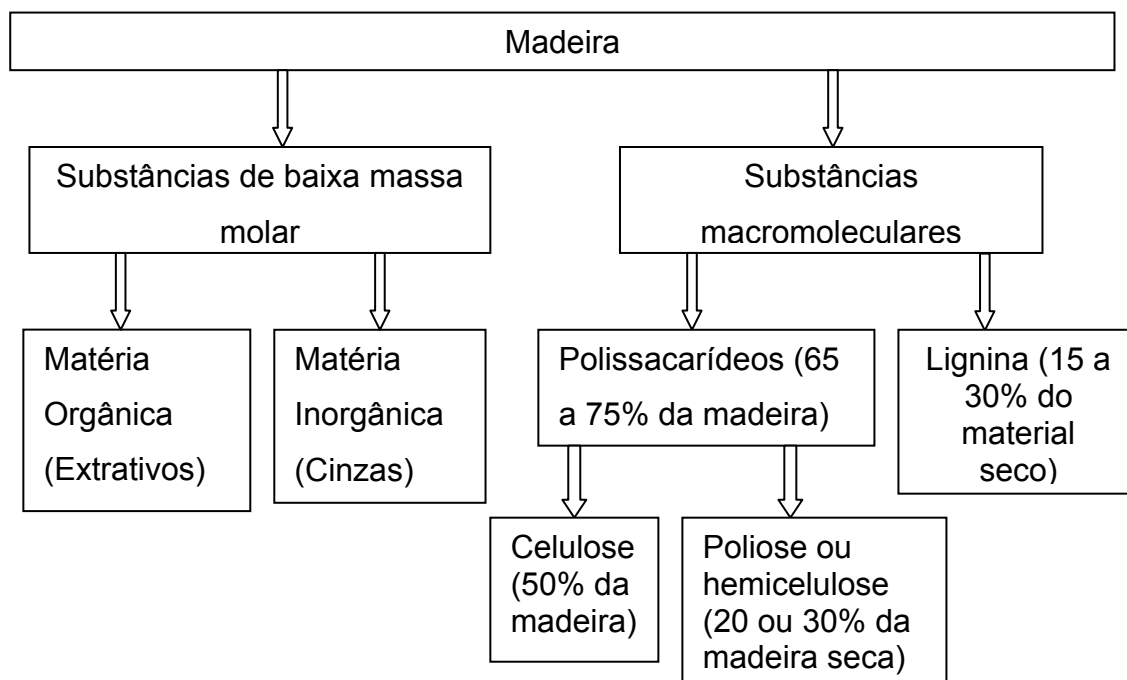 Madeira
Substâncias de baixa massa
molar
Substâncias
macromoleculares
Matéria
Orgânica
(Extrativos)
Matéria
Inorgânica
(Cinzas)
Polissacarídeos (65
a 75% da madeira)
Lignina (15 a
30% do
material
seco)
Celulose
(50% da
madeira)
Poliose ou
hemicelulose
(20 ou 30% da
madeira seca)